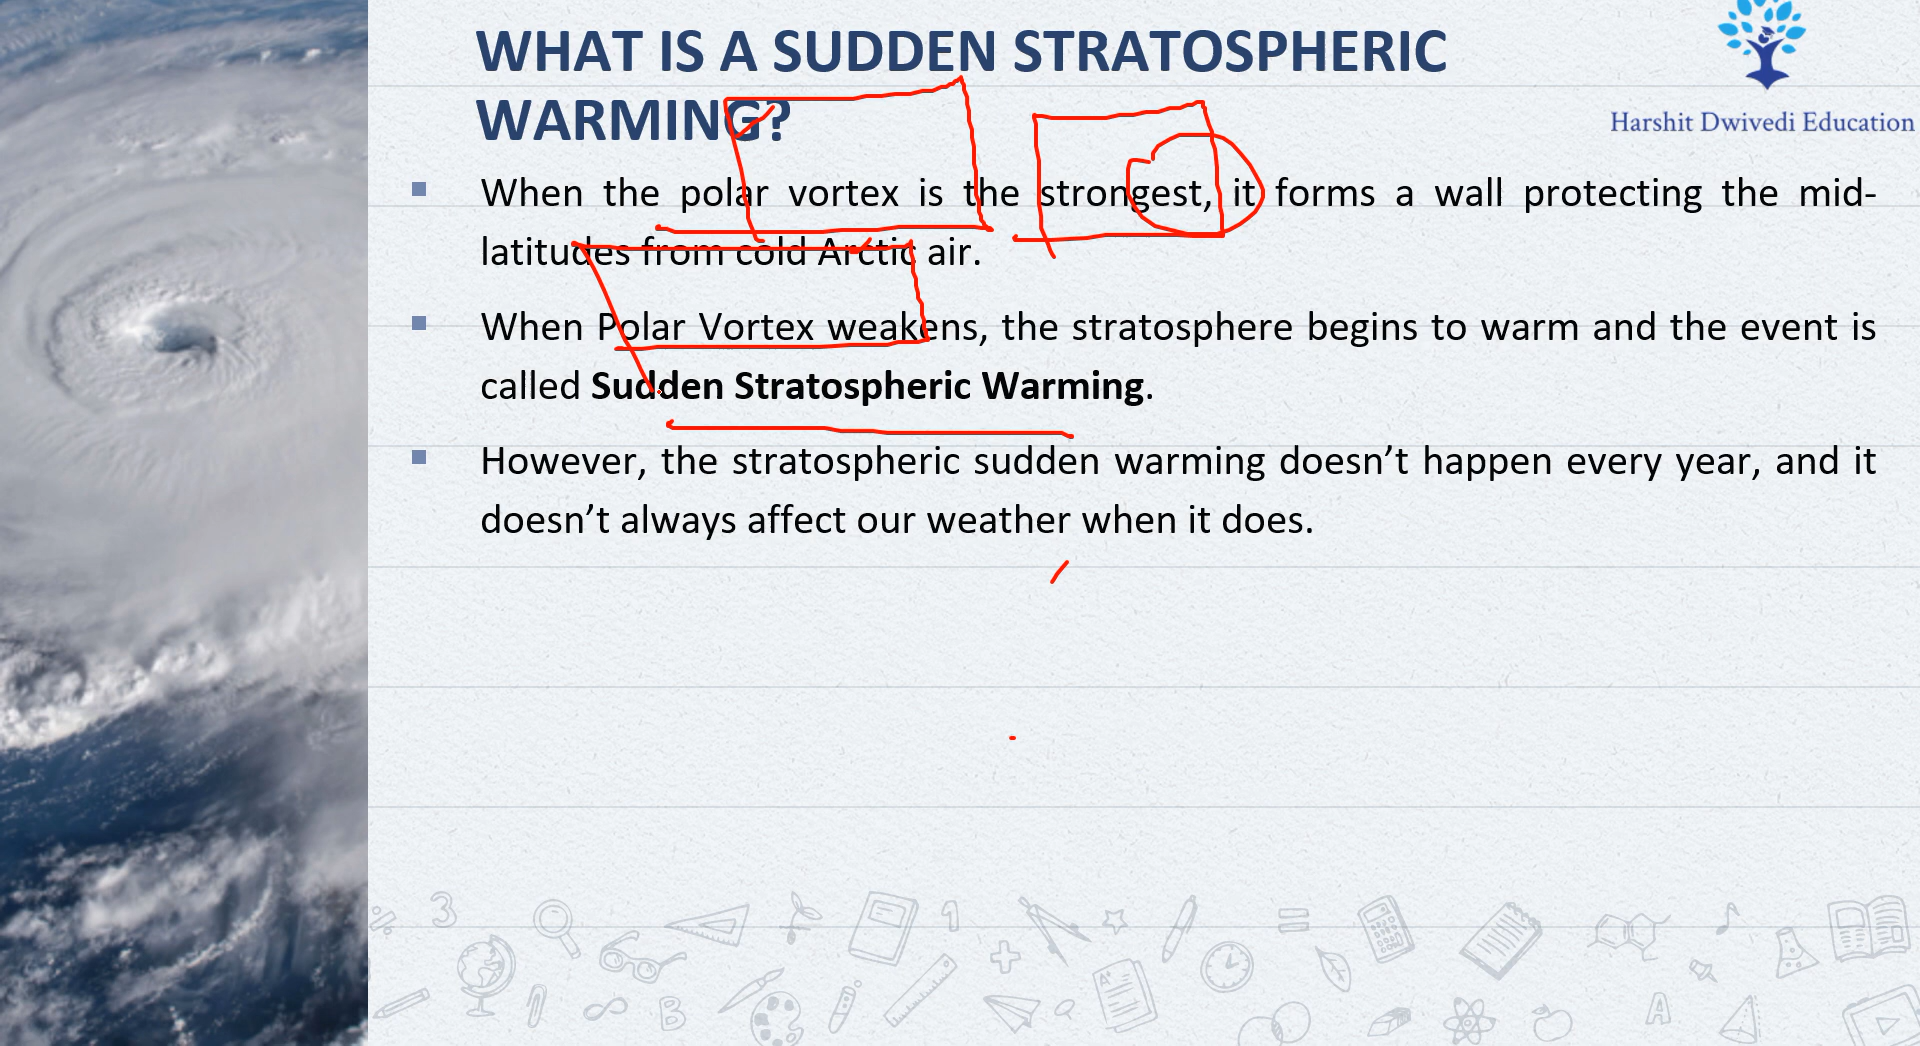 WHAT IS A SUDDEN STRATOSPHERIC
WARMING?
Harshit Dwivedi Education
When the polar vortex is the strongest, it forms a wall protecting the mid-
latitudes from cold Arctic air.
When Polar Vortex weakens, the stratosphere begins to warm and the event is
called Sudden Stratospheric Warming.
However, the stratospheric sudden warming doesn’t happen every year, and it
doesn’t always affect our weather when it does.